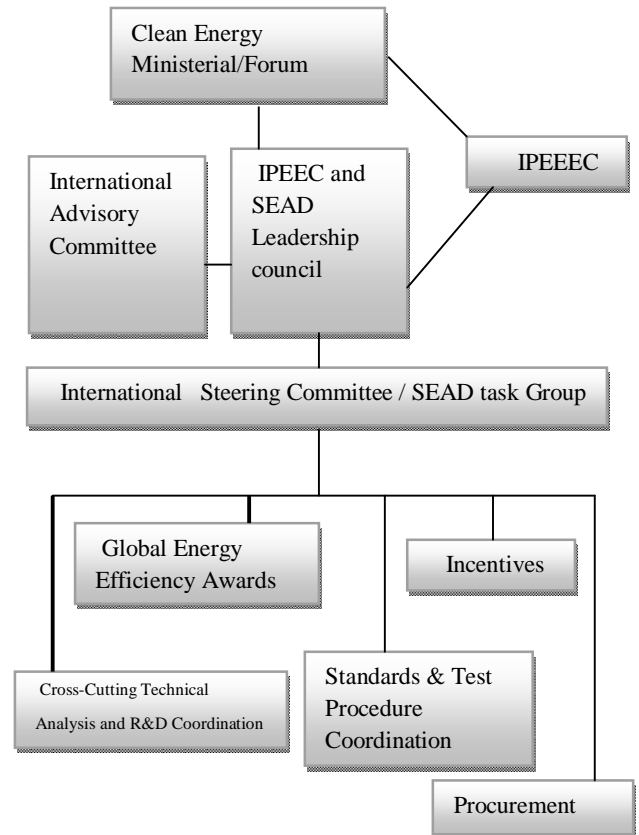 Clean Energy
Ministerial/Forum
IPEEEC
International
Advisory
Committee
IPEEC and
SEAD
Leadership
council
International Steering Committee / SEAD task Group
Global Energy
Efficiency Awards
Incentives
Cross-Cutting Technical
Analysis and R&D Coordination
Standards & Test
Procedure
Coordination
Procurement